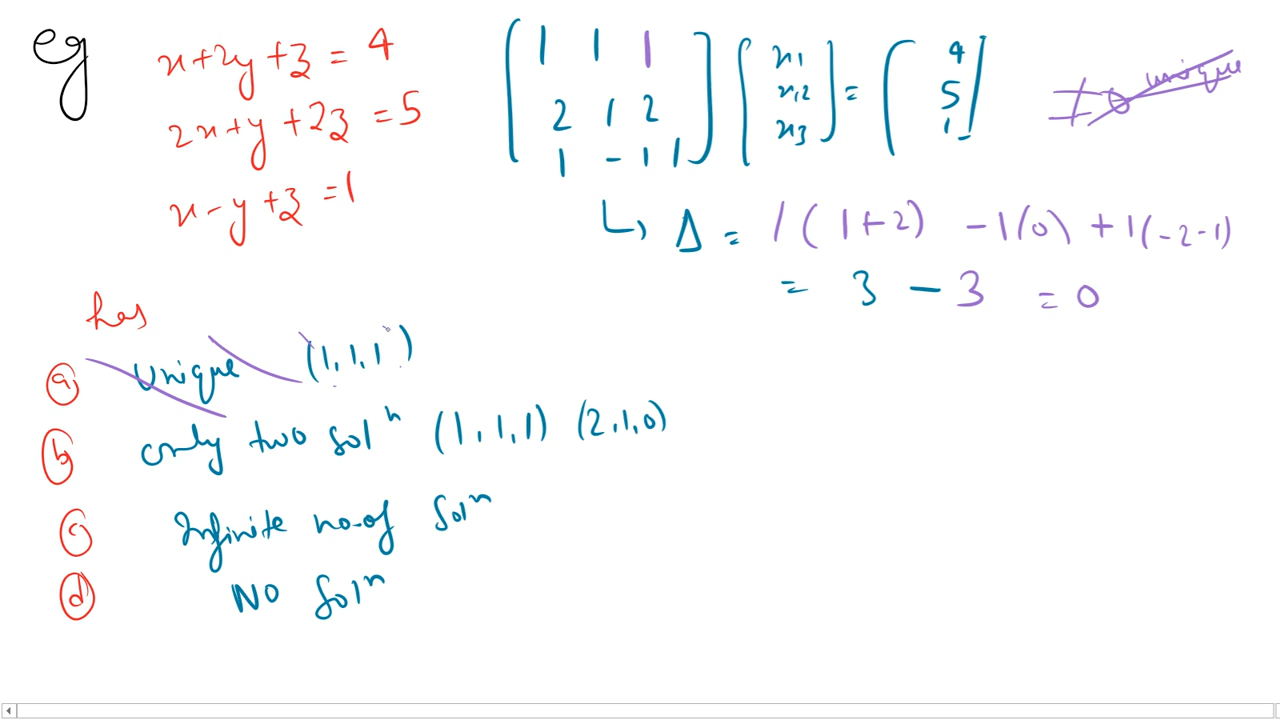 eg
x+2y+z = 4
2x+y+2z = 5
x-y+z = 1
[1 1 1] [x1] = [4]
[2 1 2] [x2] [5]
[1 -1 1] [x3] [1]
≠ 0 unique
↳ Δ = 1(1+2) -1(0) +1(-2-1)
= 3 - 3 = 0
has
(a) Unique (1,1,1)
(b) only two solⁿ (1,1,1) (2,1,0)
(c) Infinite no. of solⁿ
(d) NO Solⁿ